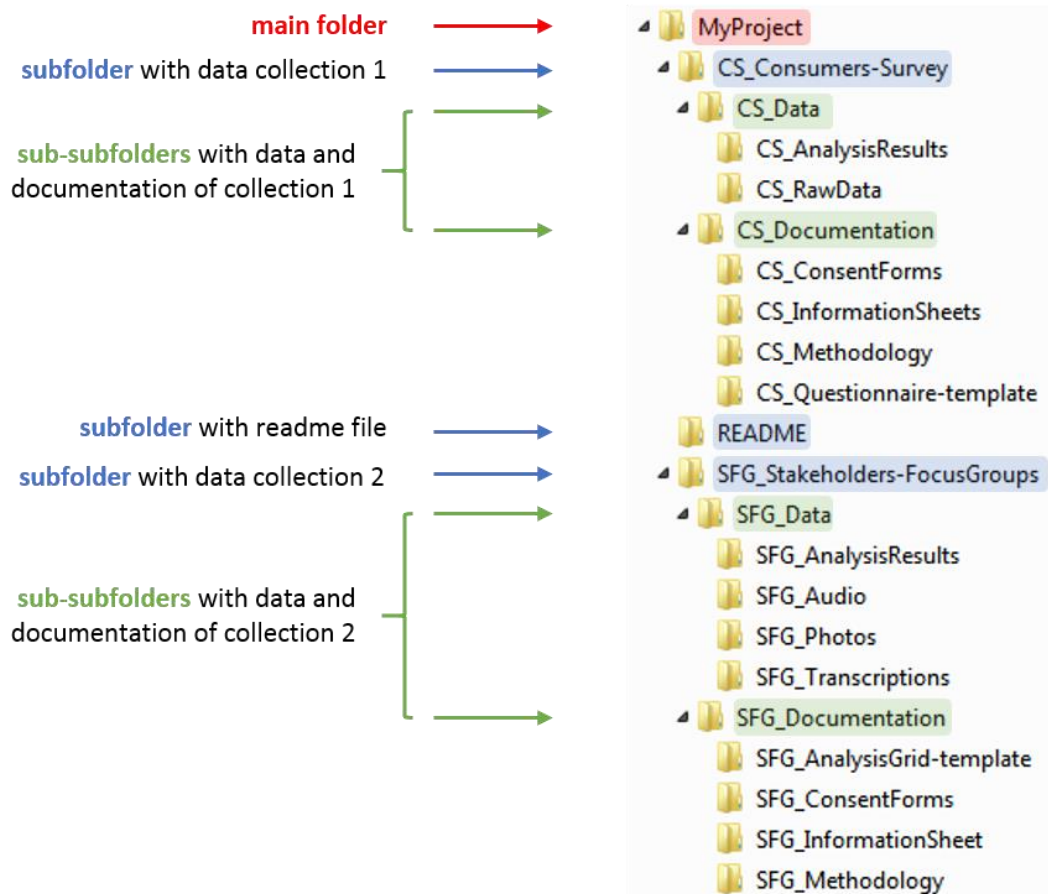 main folder
MyProject
subfolder with data collection 1
CS_Consumers-Survey
CS_Data
sub-subfolders with data and
documentation of collection 1
CS_AnalysisResults
CS_RawData
CS_Documentation
CS_ConsentForms
CS_InformationSheets
CS_Methodology
CS_Questionnaire-template
subfolder with readme file
README
subfolder with data collection 2
SFG_Stakeholders-FocusGroups
SFG_Data
SFG_AnalysisResults
sub-subfolders with data and
documentation of collection 2
SFG_Audio
SFG_Photos
SFG_Transcriptions
SFG_Documentation
SFG_AnalysisGrid-template
SFG_ConsentForms
SFG_InformationSheet
SFG_Methodology